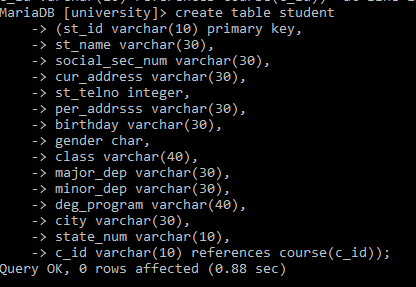 MariaDB [university]> create table student
-> (st_id varchar(10) primary key,
-> st_name varchar(30),
-> social_sec_num varchar(30),
-> cur_address varchar(30),
-> st_telno integer,
-> per_addrsss varchar(30),
-> birthday varchar(30),
-> gender char,
-> class varchar(40),
-> major_dep varchar(30),
-> minor_dep varchar(30),
-> deg_program varchar(40),
-> city varchar(30),
-> state_num varchar(10),
-> c_id varchar(10) references course(c_id));
Query OK, 0 rows affected (0.88 sec)